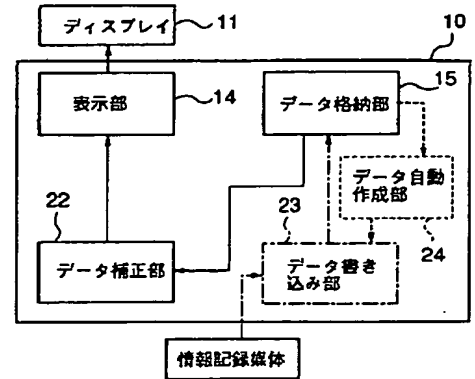 ディスプレイ 11
10
表示部 14
データ格納部 15
データ自動
作成部
24
22
データ補正部
23
データ書き
込み部
情報記録媒体